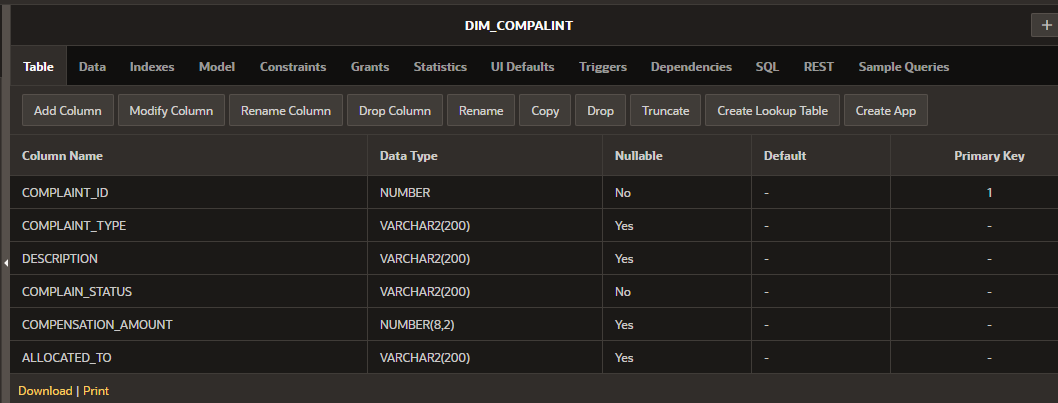 DIM_COMPALINT
+
Table Data Indexes Model Constraints Grants Statistics UI Defaults Triggers Dependencies SQL REST Sample Queries
Add Column Modify Column Rename Column Drop Column Rename Copy Drop Truncate Create Lookup Table Create App
Column Name Data Type Nullable Default Primary Key
COMPLAINT_ID NUMBER No - 1
COMPLAINT_TYPE VARCHAR2(200) Yes - -
DESCRIPTION VARCHAR2(200) Yes - -
COMPLAIN_STATUS VARCHAR2(200) No - -
COMPENSATION_AMOUNT NUMBER(8,2) Yes - -
ALLOCATED_TO VARCHAR2(200) Yes - -
Download | Print